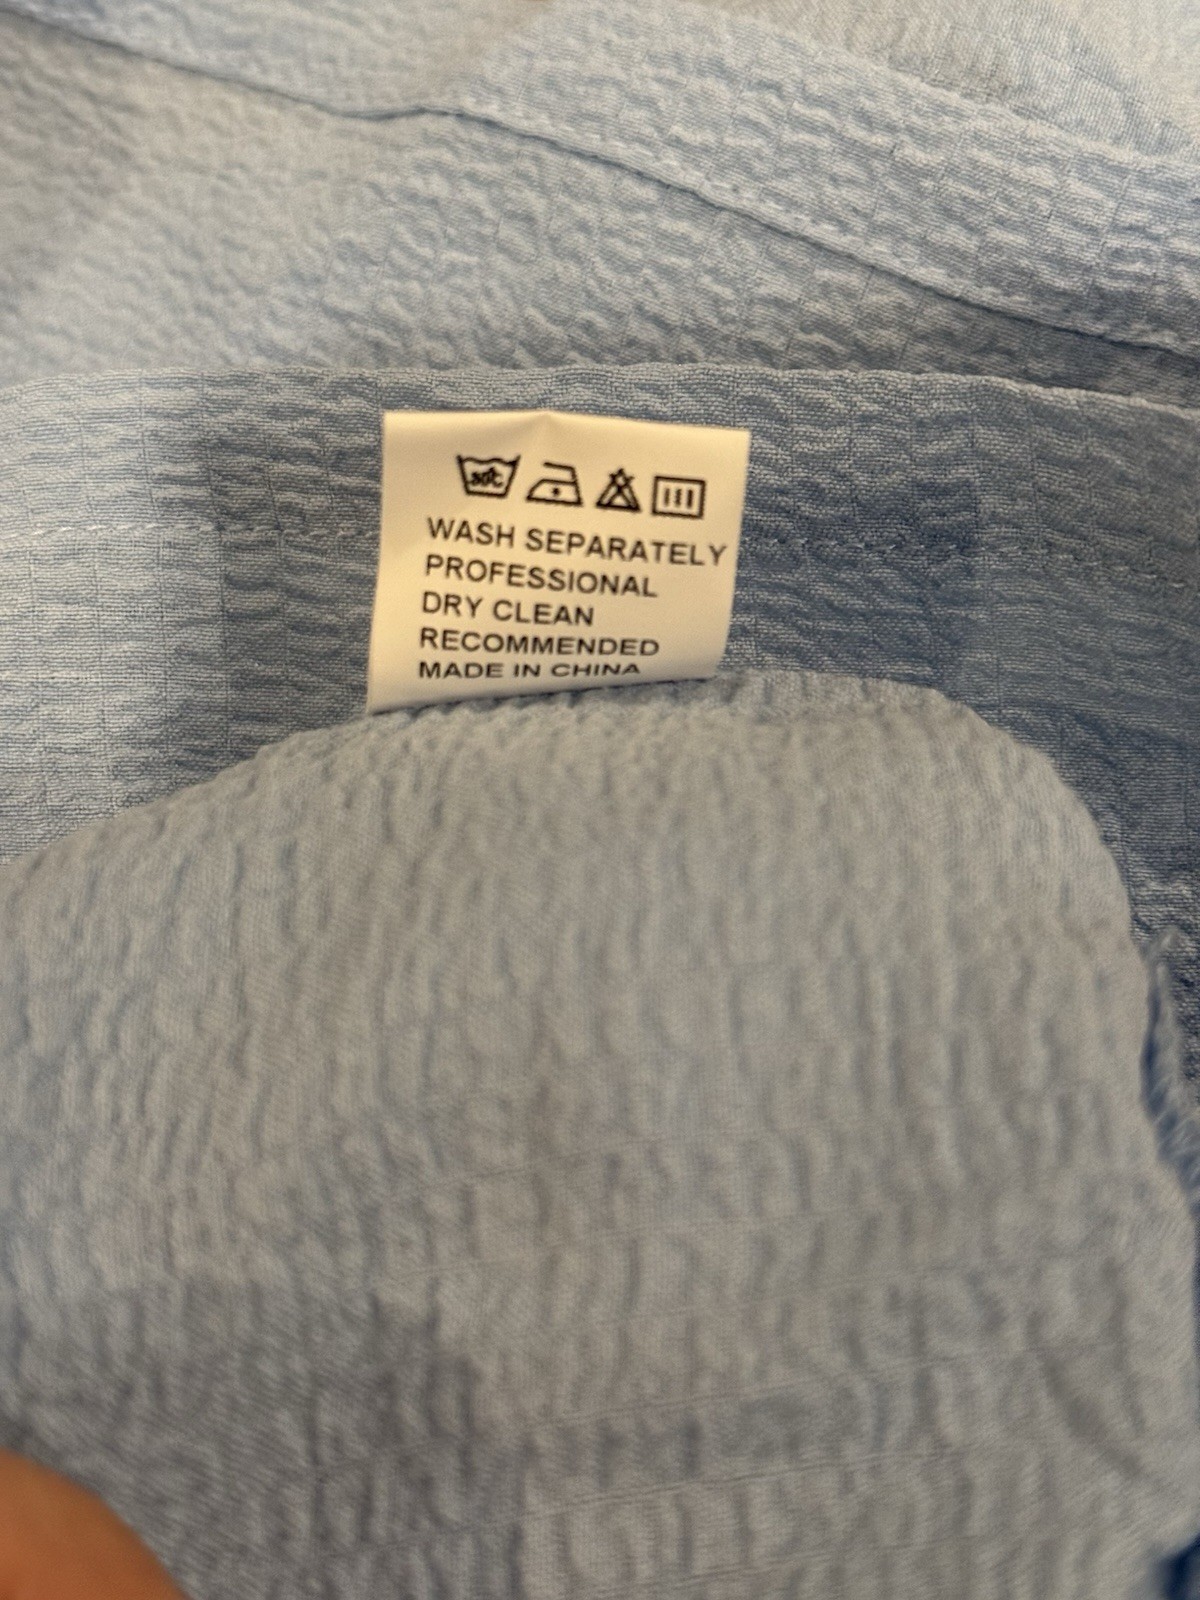 30°C
WASH SEPARATELY
PROFESSIONAL
DRY CLEAN
RECOMMENDED
MADE IN CHINA